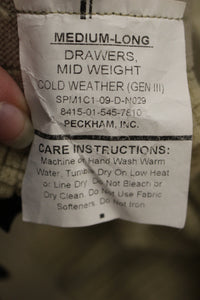 MEDIUM-LONG
DRAWERS,
MID WEIGHT
COLD WEATHER (GEN III)
SPM1C1-09-D-N029
8415-01-545-7810
PECKHAM, INC.
CARE INSTRUCTIONS:
Machine or Hand Wash Warm
Water, Tumble Dry On Low Heat
or Line Dry. Do Not Bleach or
Dry Clean. Do Not Use Fabric
Softeners. Do Not Iron